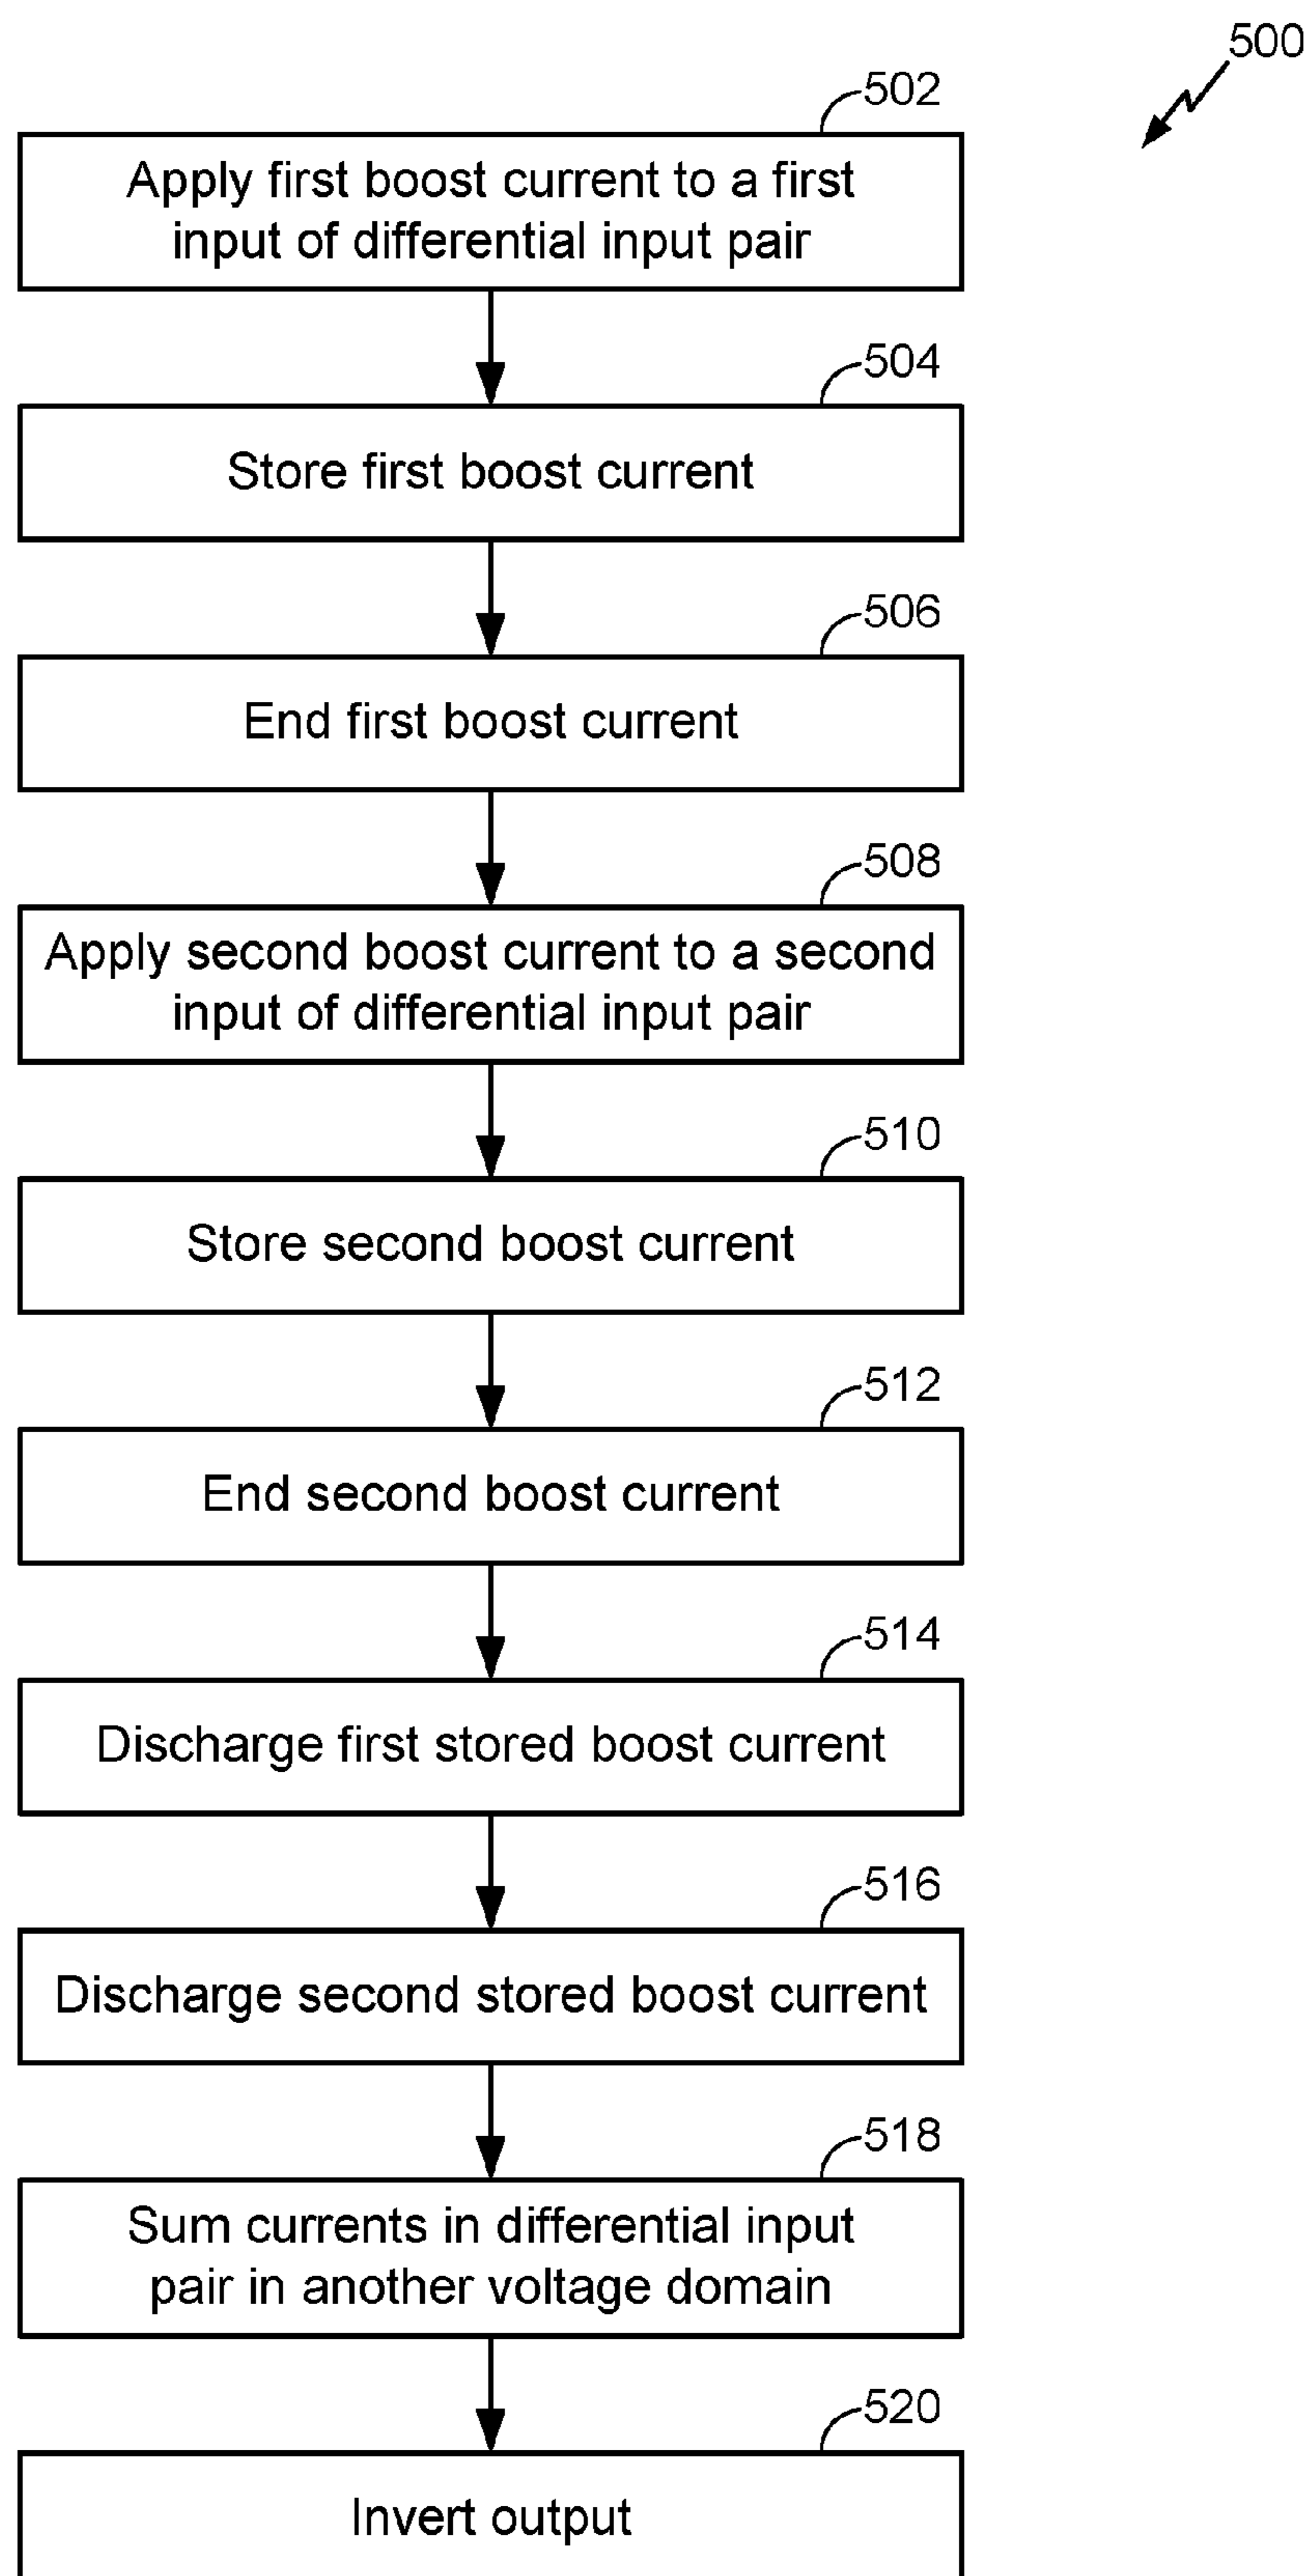 500
502
Apply first boost current to a first
input of differential input pair
504
Store first boost current
506
End first boost current
508
Apply second boost current to a second
input of differential input pair
510
Store second boost current
512
End second boost current
514
Discharge first stored boost current
516
Discharge second stored boost current
518
Sum currents in differential input
pair in another voltage domain
520
Invert output